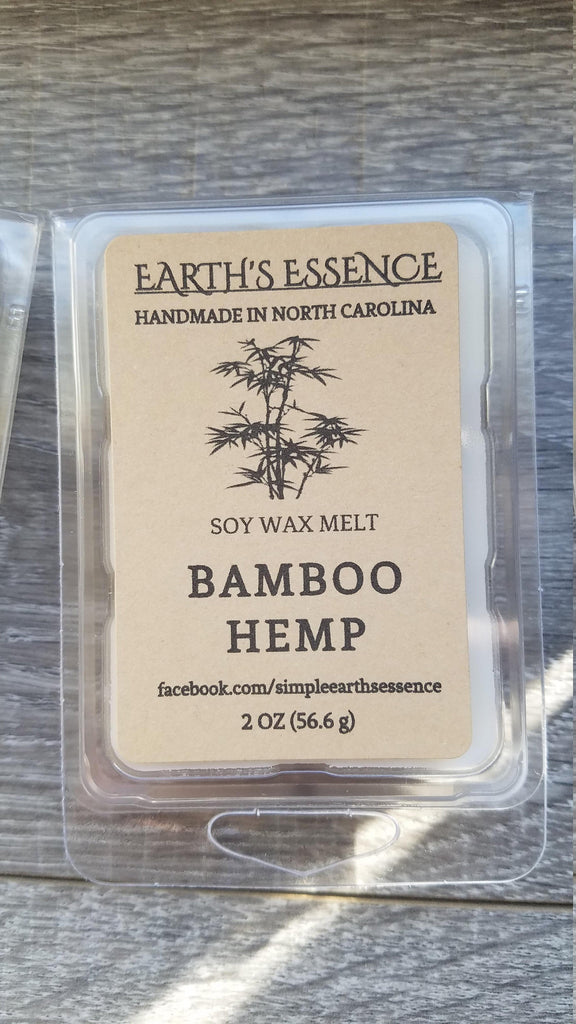 EARTH'S ESSENCE
HANDMADE IN NORTH CAROLINA
SOY WAX MELT
BAMBOO
HEMP
facebook.com/simpleearthsessence
2 OZ (56.6 g)